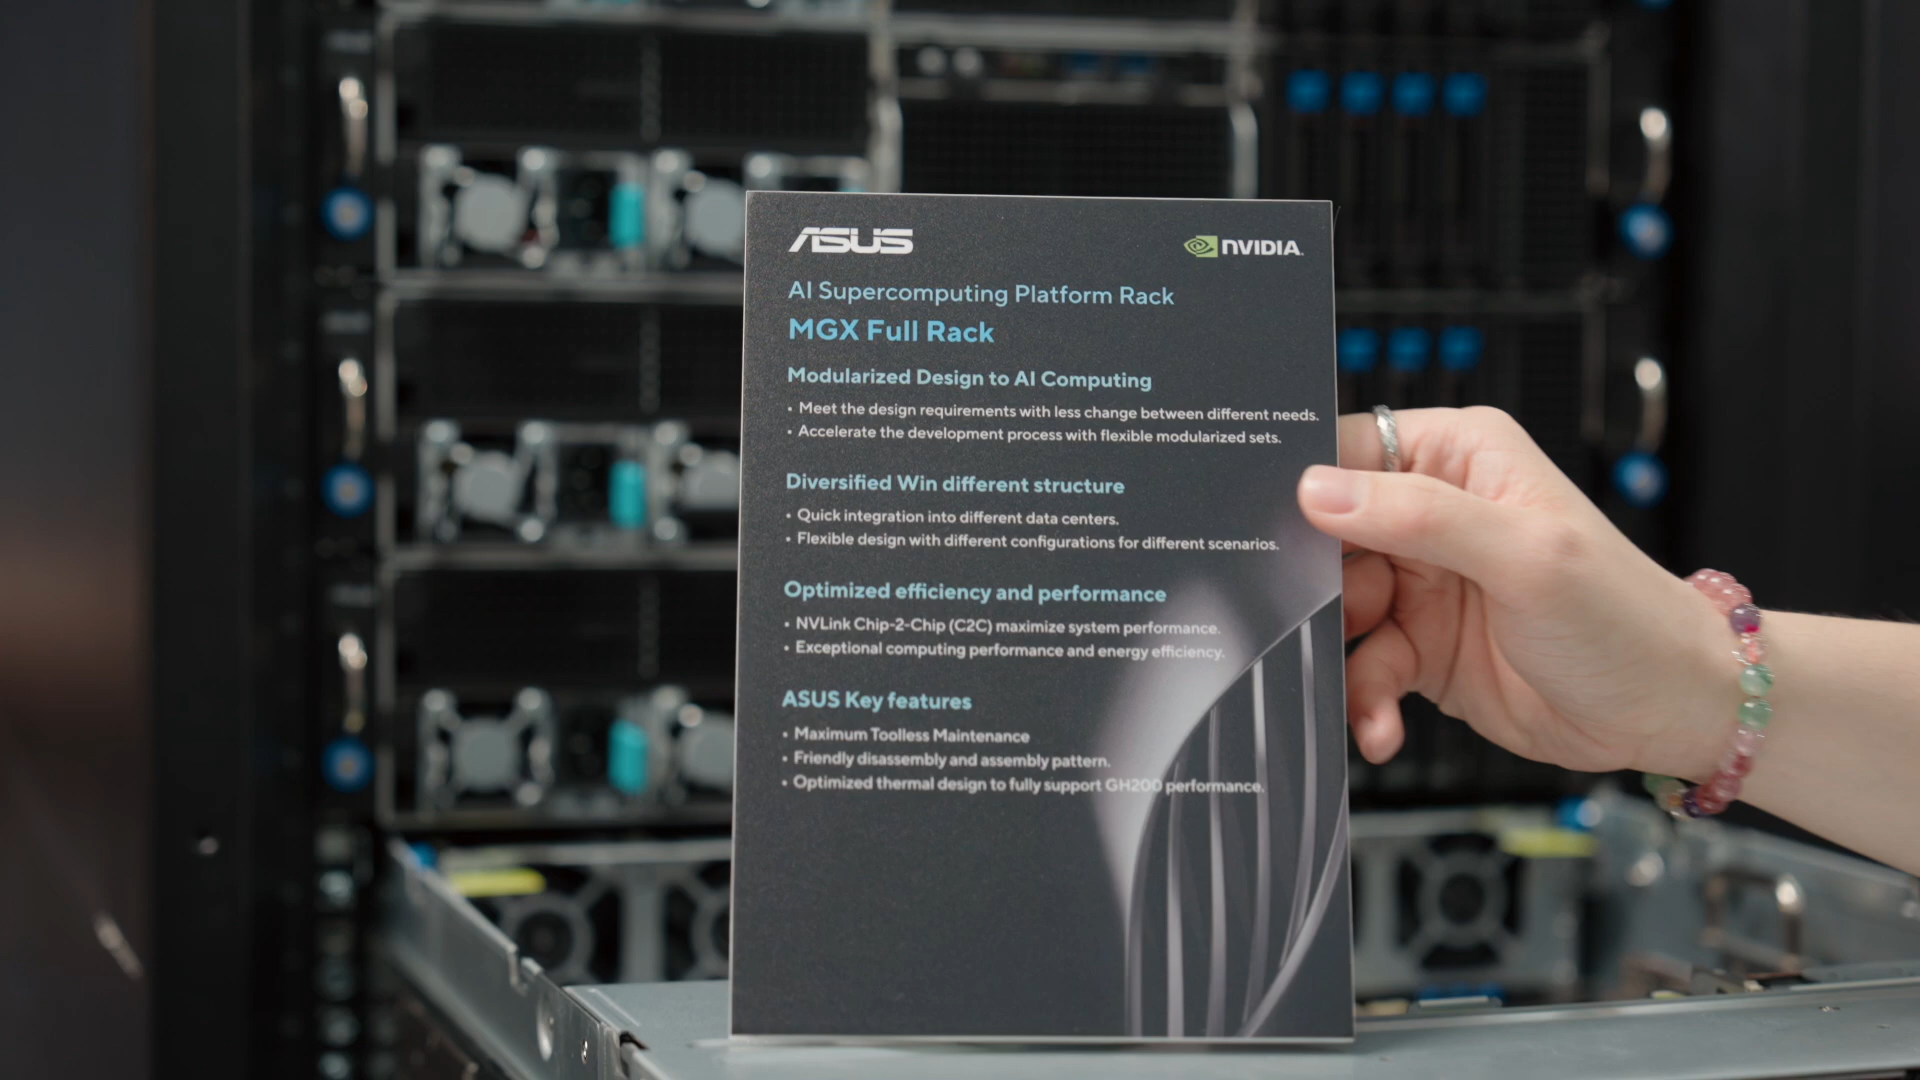 ASUS
NVIDIA
AI Supercomputing Platform Rack
MGX Full Rack
Modularized Design to AI Computing
• Meet the design requirements with less change between different needs.
• Accelerate the development process with flexible modularized sets.
Diversified Win different structure
• Quick integration into different data centers.
• Flexible design with different configurations for different scenarios.
Optimized efficiency and performance
• NVLink Chip-2-Chip (C2C) maximize system performance.
• Exceptional computing performance and energy efficiency.
ASUS Key features
• Maximum Toolless Maintenance
• Friendly disassembly and assembly pattern.
• Optimized thermal design to fully support GH200 performance.